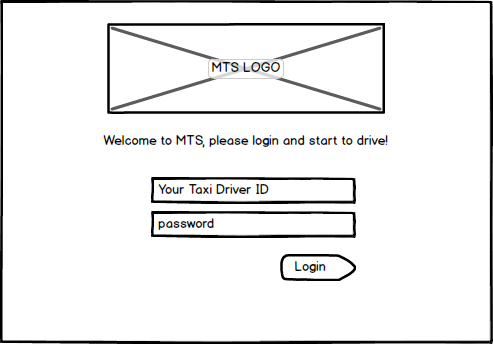 MTS LOGO
Welcome to MTS, please login and start to drive!
Your Taxi Driver ID
password
Login